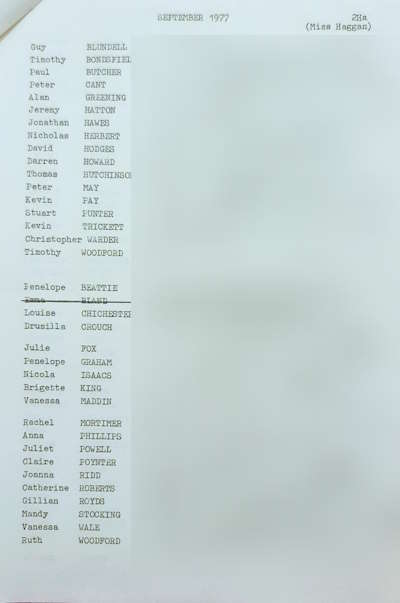 SEPTEMBER 1977
2Ha
(Miss Haggan)
Guy BLUNDELL
Timothy BONDSFIEL
Paul BUTCHER
Peter CANT
Alan GREENING
Jeremy HATTON
Jonathan HAWES
Nicholas HERBERT
David HODGES
Darren HOWARD
Thomas HUTCHINSO
Peter MAY
Kevin PAY
Stuart PUNTER
Kevin TRICKETT
Christopher WARDER
Timothy WOODFORD
Penelope BEATTIE
Emma BLAND
Louise CHICHESTE
Drusilla CROUCH
Julie FOX
Penelope GRAHAM
Nicola ISAACS
Brigette KING
Vanessa MADDIN
Rachel MORTIMER
Anna PHILLIPS
Juliet POWELL
Claire POYNTER
Joanna RIDD
Catherine ROBERTS
Gillian ROYDS
Mandy STOCKING
Vanessa WALE
Ruth WOODFORD